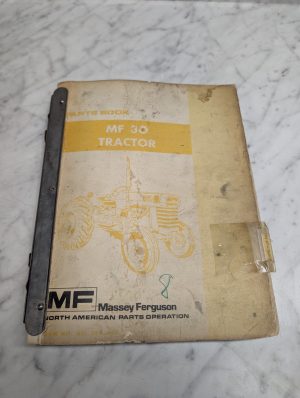 PARTS BOOK
MF 30
TRACTOR
8
MF Massey Ferguson
NORTH AMERICAN PARTS OPERATION